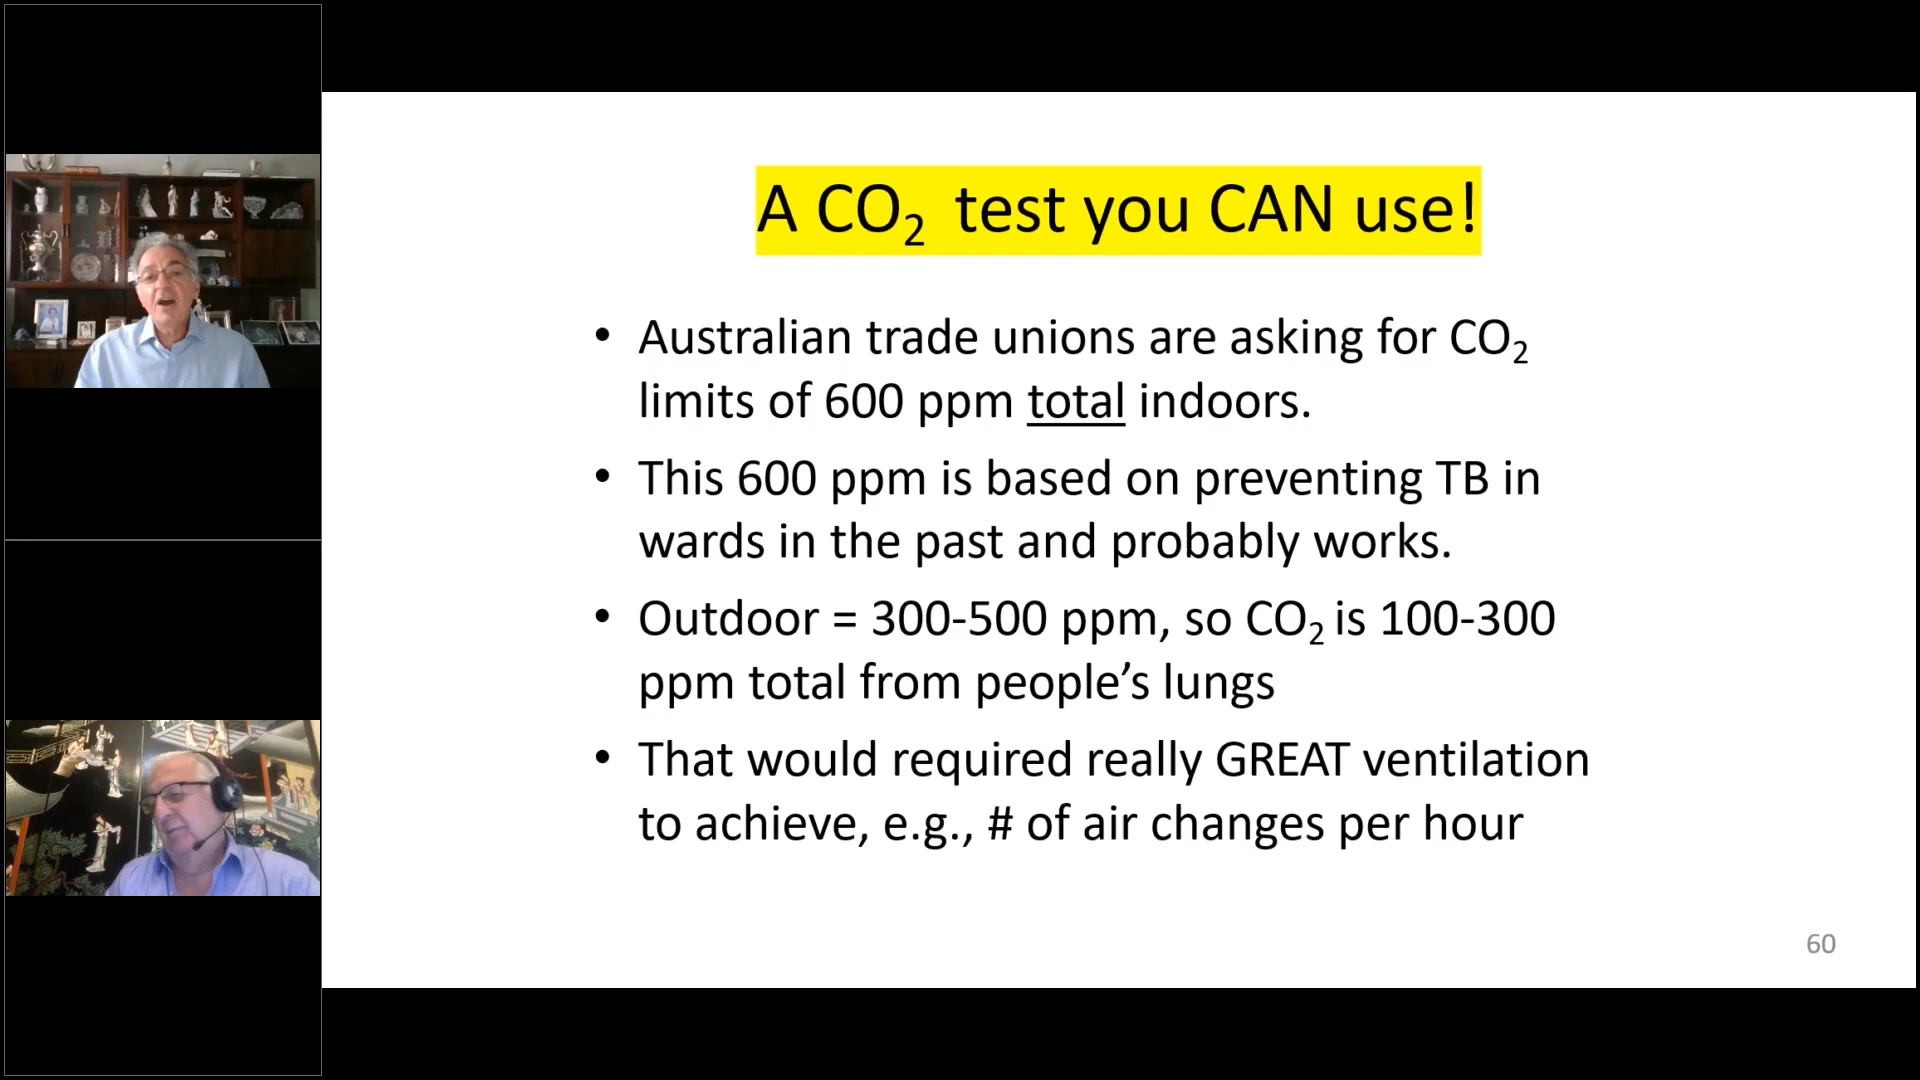 A CO₂ test you CAN use!
• Australian trade unions are asking for CO₂
limits of 600 ppm total indoors.
• This 600 ppm is based on preventing TB in
wards in the past and probably works.
• Outdoor = 300-500 ppm, so CO₂ is 100-300
ppm total from people’s lungs
• That would required really GREAT ventilation
to achieve, e.g., # of air changes per hour
60